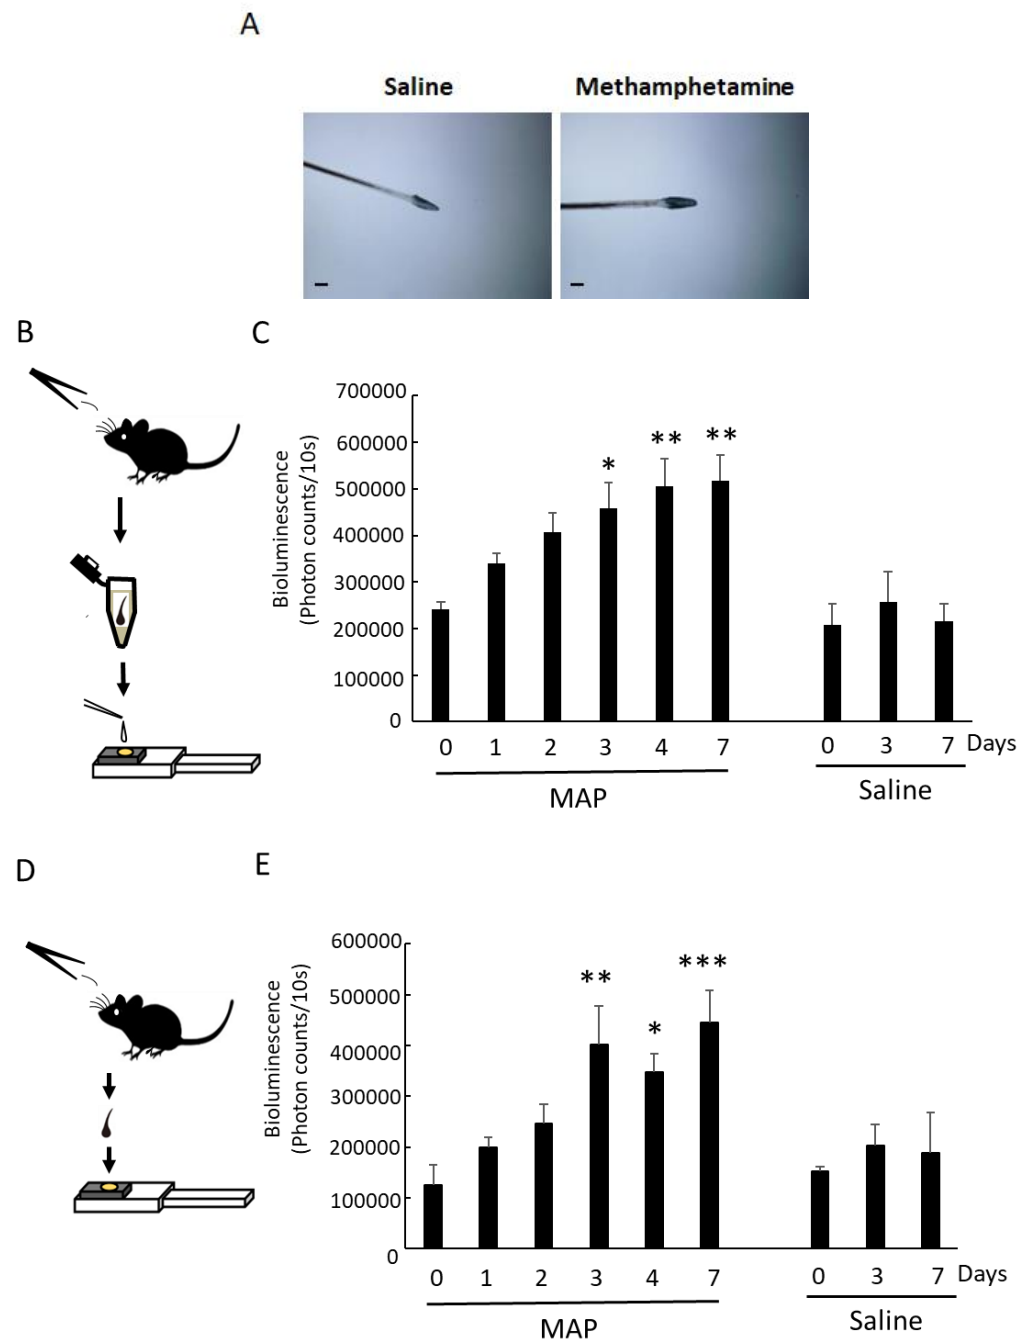 A
Saline Methamphetamine
B
C
Bioluminescence
(Photon counts/10s)
700000
600000
500000
400000
300000
200000
100000
0
* ** **
0 1 2 3 4 7 0 3 7 Days
MAP Saline
D
E
Bioluminescence
(Photon counts/10s)
600000
500000
400000
300000
200000
100000
0
** * ***
0 1 2 3 4 7 0 3 7 Days
MAP Saline